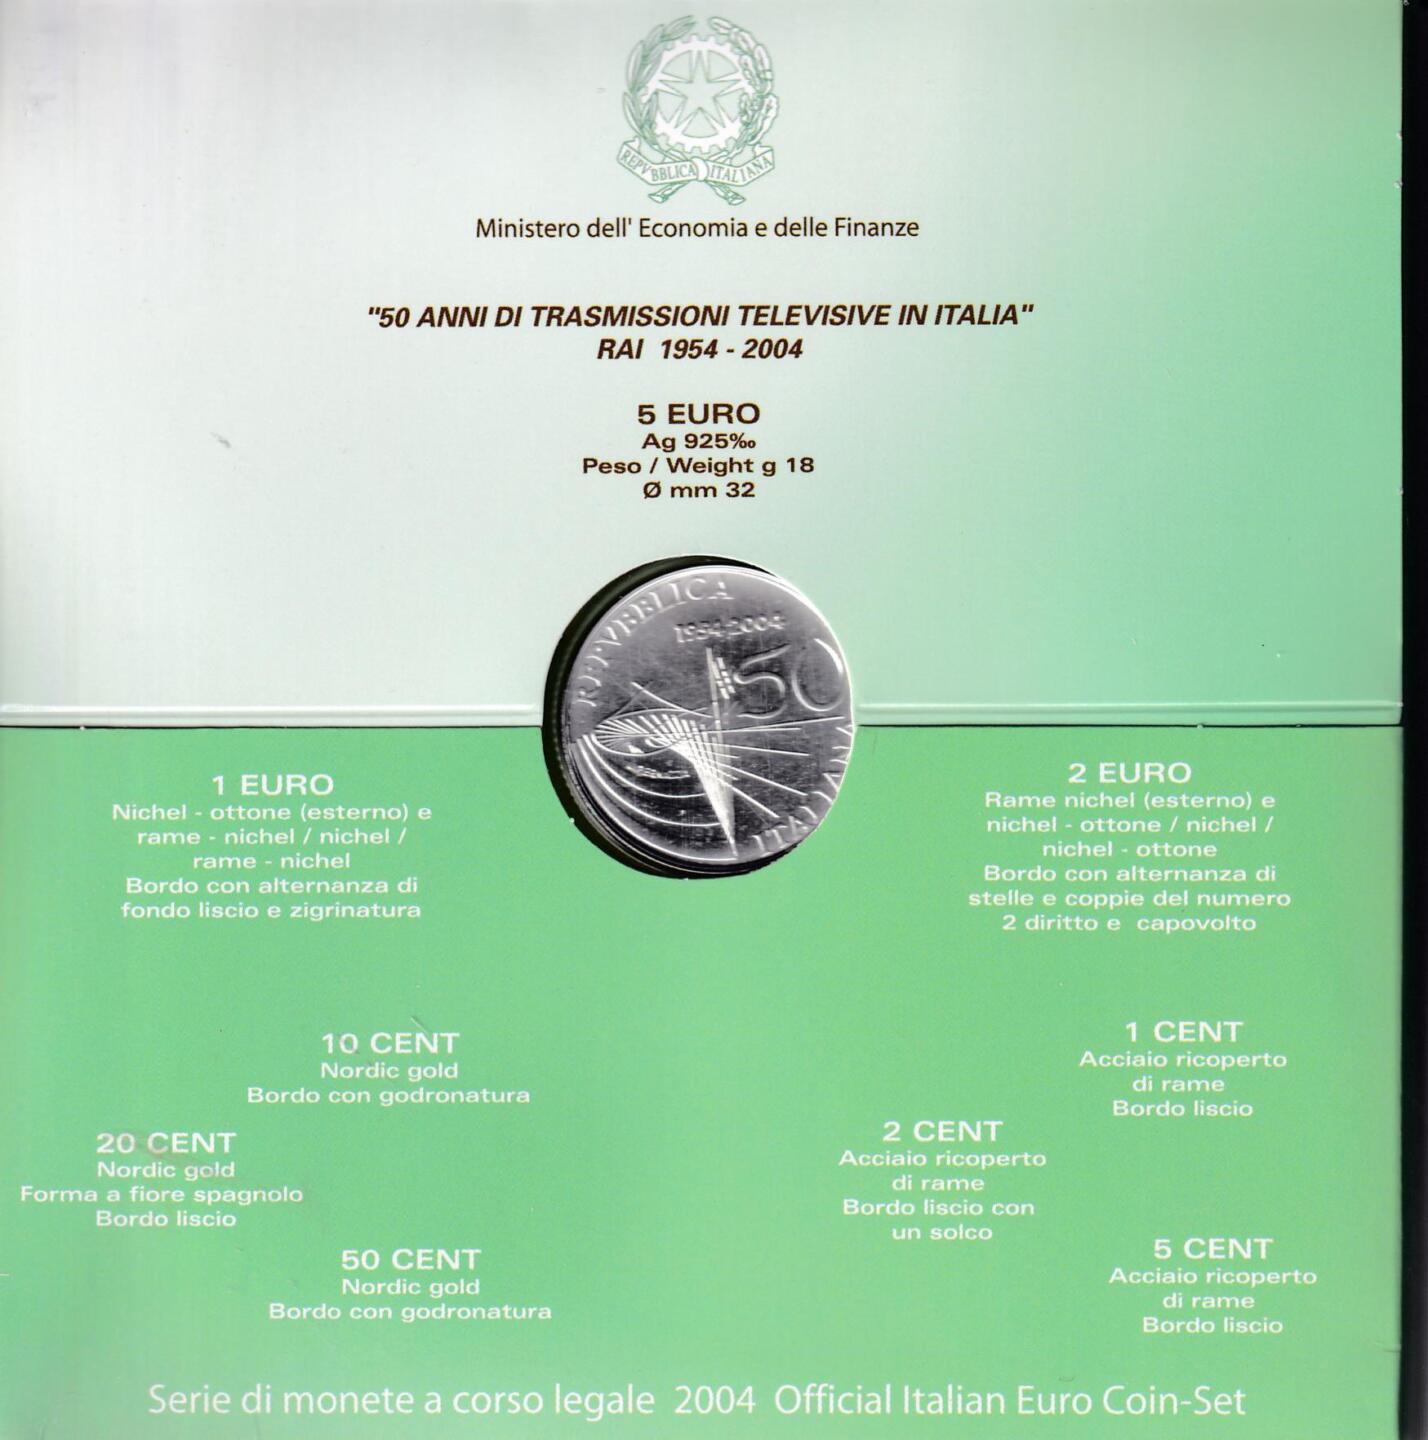 REPVBBLICA ITALIANA
Ministero dell' Economia e delle Finanze
"50 ANNI DI TRASMISSIONI TELEVISIVE IN ITALIA"
RAI 1954 - 2004
5 EURO
Ag 925‰
Peso / Weight g 18
Ø mm 32
REPVBBLICA
1954-2004
50
ITALIANA
1 EURO
Nichel - ottone (esterno) e
rame - nichel / nichel /
rame - nichel
Bordo con alternanza di
fondo liscio e zigrinatura
2 EURO
Rame nichel (esterno) e
nichel - ottone / nichel /
nichel - ottone
Bordo con alternanza di
stelle e coppie del numero
2 diritto e capovolto
10 CENT
Nordic gold
Bordo con godronatura
1 CENT
Acciaio ricoperto
di rame
Bordo liscio
20 CENT
Nordic gold
Forma a fiore spagnolo
Bordo liscio
2 CENT
Acciaio ricoperto
di rame
Bordo liscio con
un solco
50 CENT
Nordic gold
Bordo con godronatura
5 CENT
Acciaio ricoperto
di rame
Bordo liscio
Serie di monete a corso legale 2004 Official Italian Euro Coin-Set